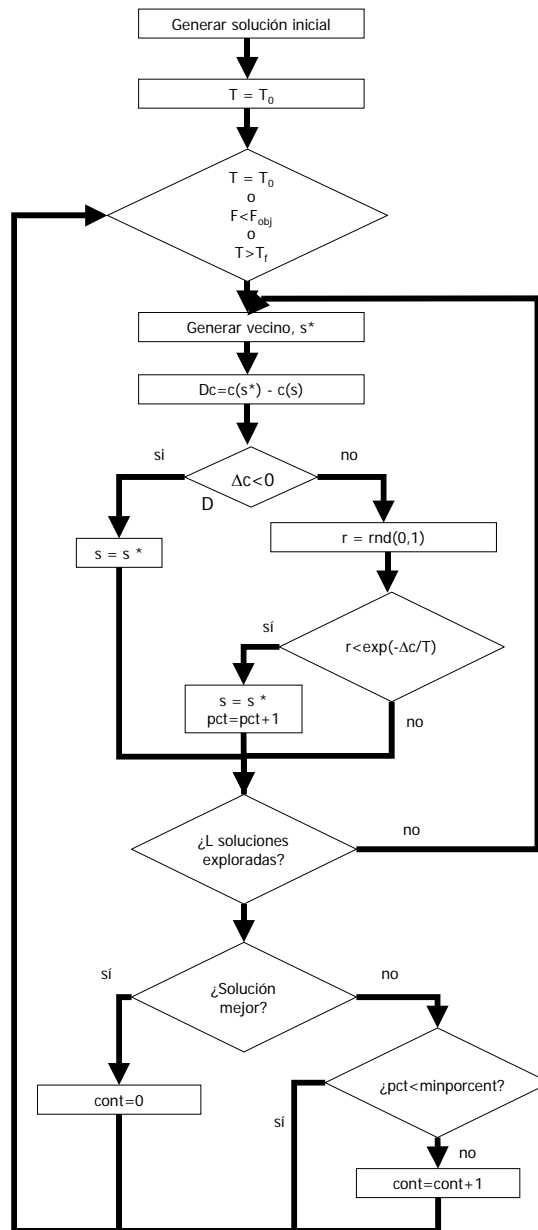 Generar solución inicial
T = T₀
T = T₀
o
F<F_obj
o
T>T_f
Generar vecino, s*
Dc=c(s*) - c(s)
si
Δc<0
no
D
s = s *
r = rnd(0,1)
sí
r<exp(-Δc/T)
s = s *
pct=pct+1
no
¿L soluciones
exploradas?
no
sí
¿Solución
mejor?
no
cont=0
¿pct<minporcent?
sí
no
cont=cont+1